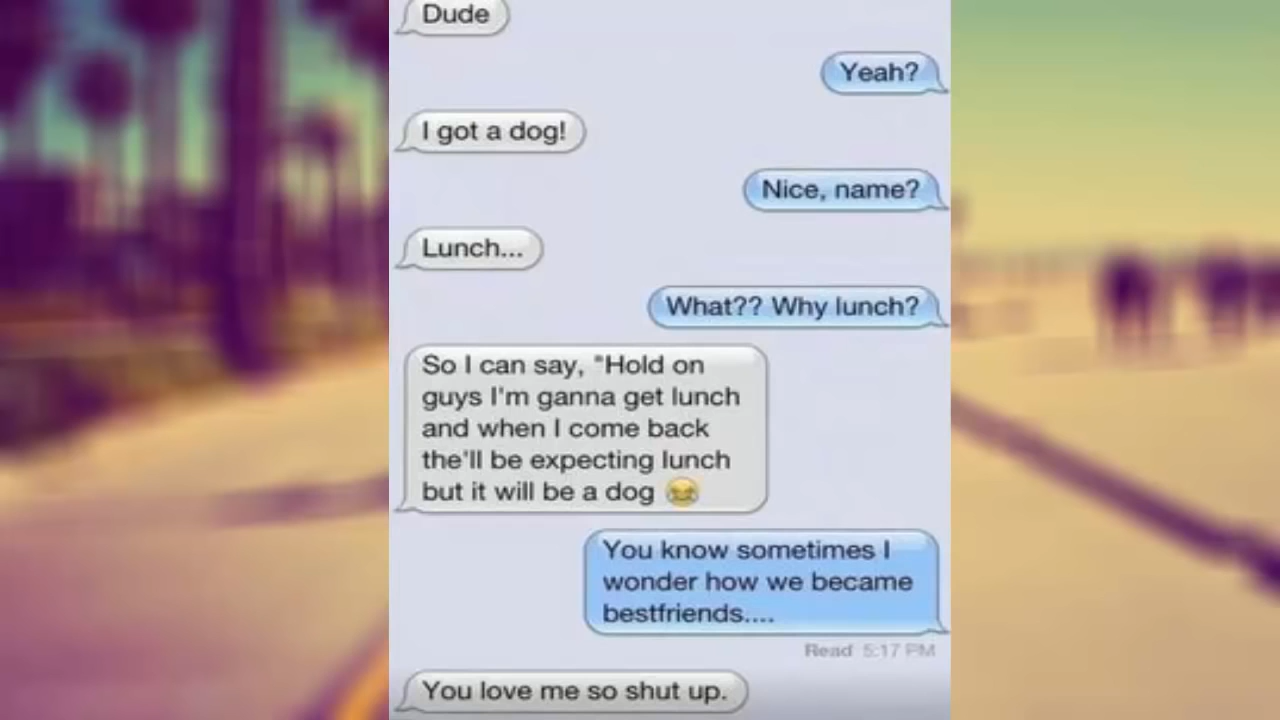 Dude
Yeah?
I got a dog!
Nice, name?
Lunch...
What?? Why lunch?
So I can say, "Hold on
guys I'm ganna get lunch
and when I come back
the'll be expecting lunch
but it will be a dog 😂
You know sometimes I
wonder how we became
bestfriends....
Read 5:17 PM
You love me so shut up.